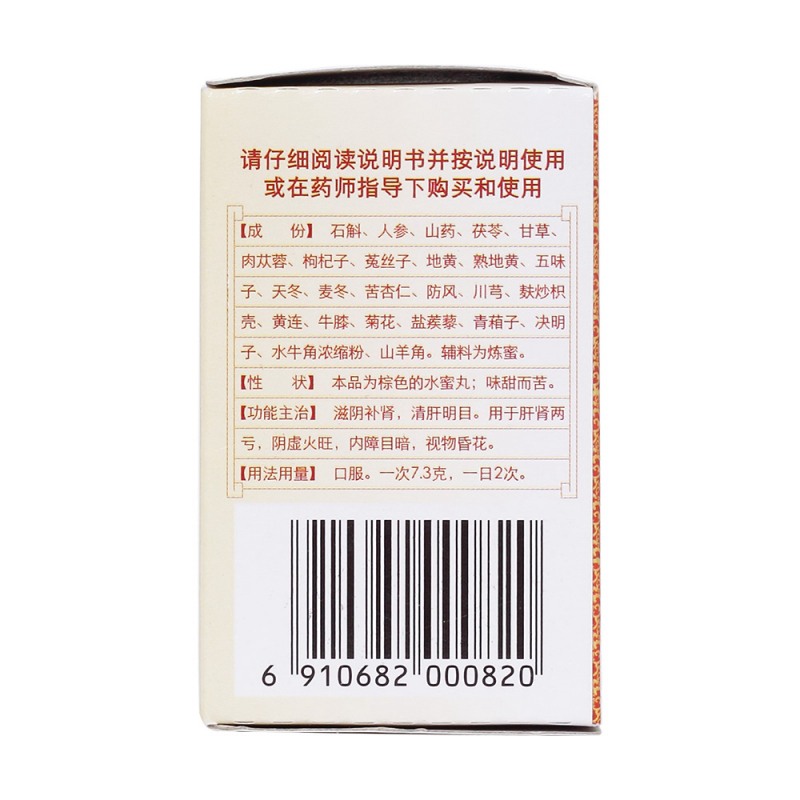 请仔细阅读说明书并按说明使用
或在药师指导下购买和使用
【成　份】 石斛、人参、山药、茯苓、甘草、
肉苁蓉、枸杞子、菟丝子、地黄、熟地黄、五味
子、天冬、麦冬、苦杏仁、防风、川芎、麸炒枳
壳、黄连、牛膝、菊花、盐蒺藜、青葙子、决明
子、水牛角浓缩粉、山羊角。辅料为炼蜜。
【性　状】 本品为棕色的水蜜丸；味甜而苦。
【功能主治】 滋阴补肾，清肝明目。用于肝肾两
亏，阴虚火旺，内障目暗，视物昏花。
【用法用量】 口服。一次7.3克，一日2次。
6 910682 000820